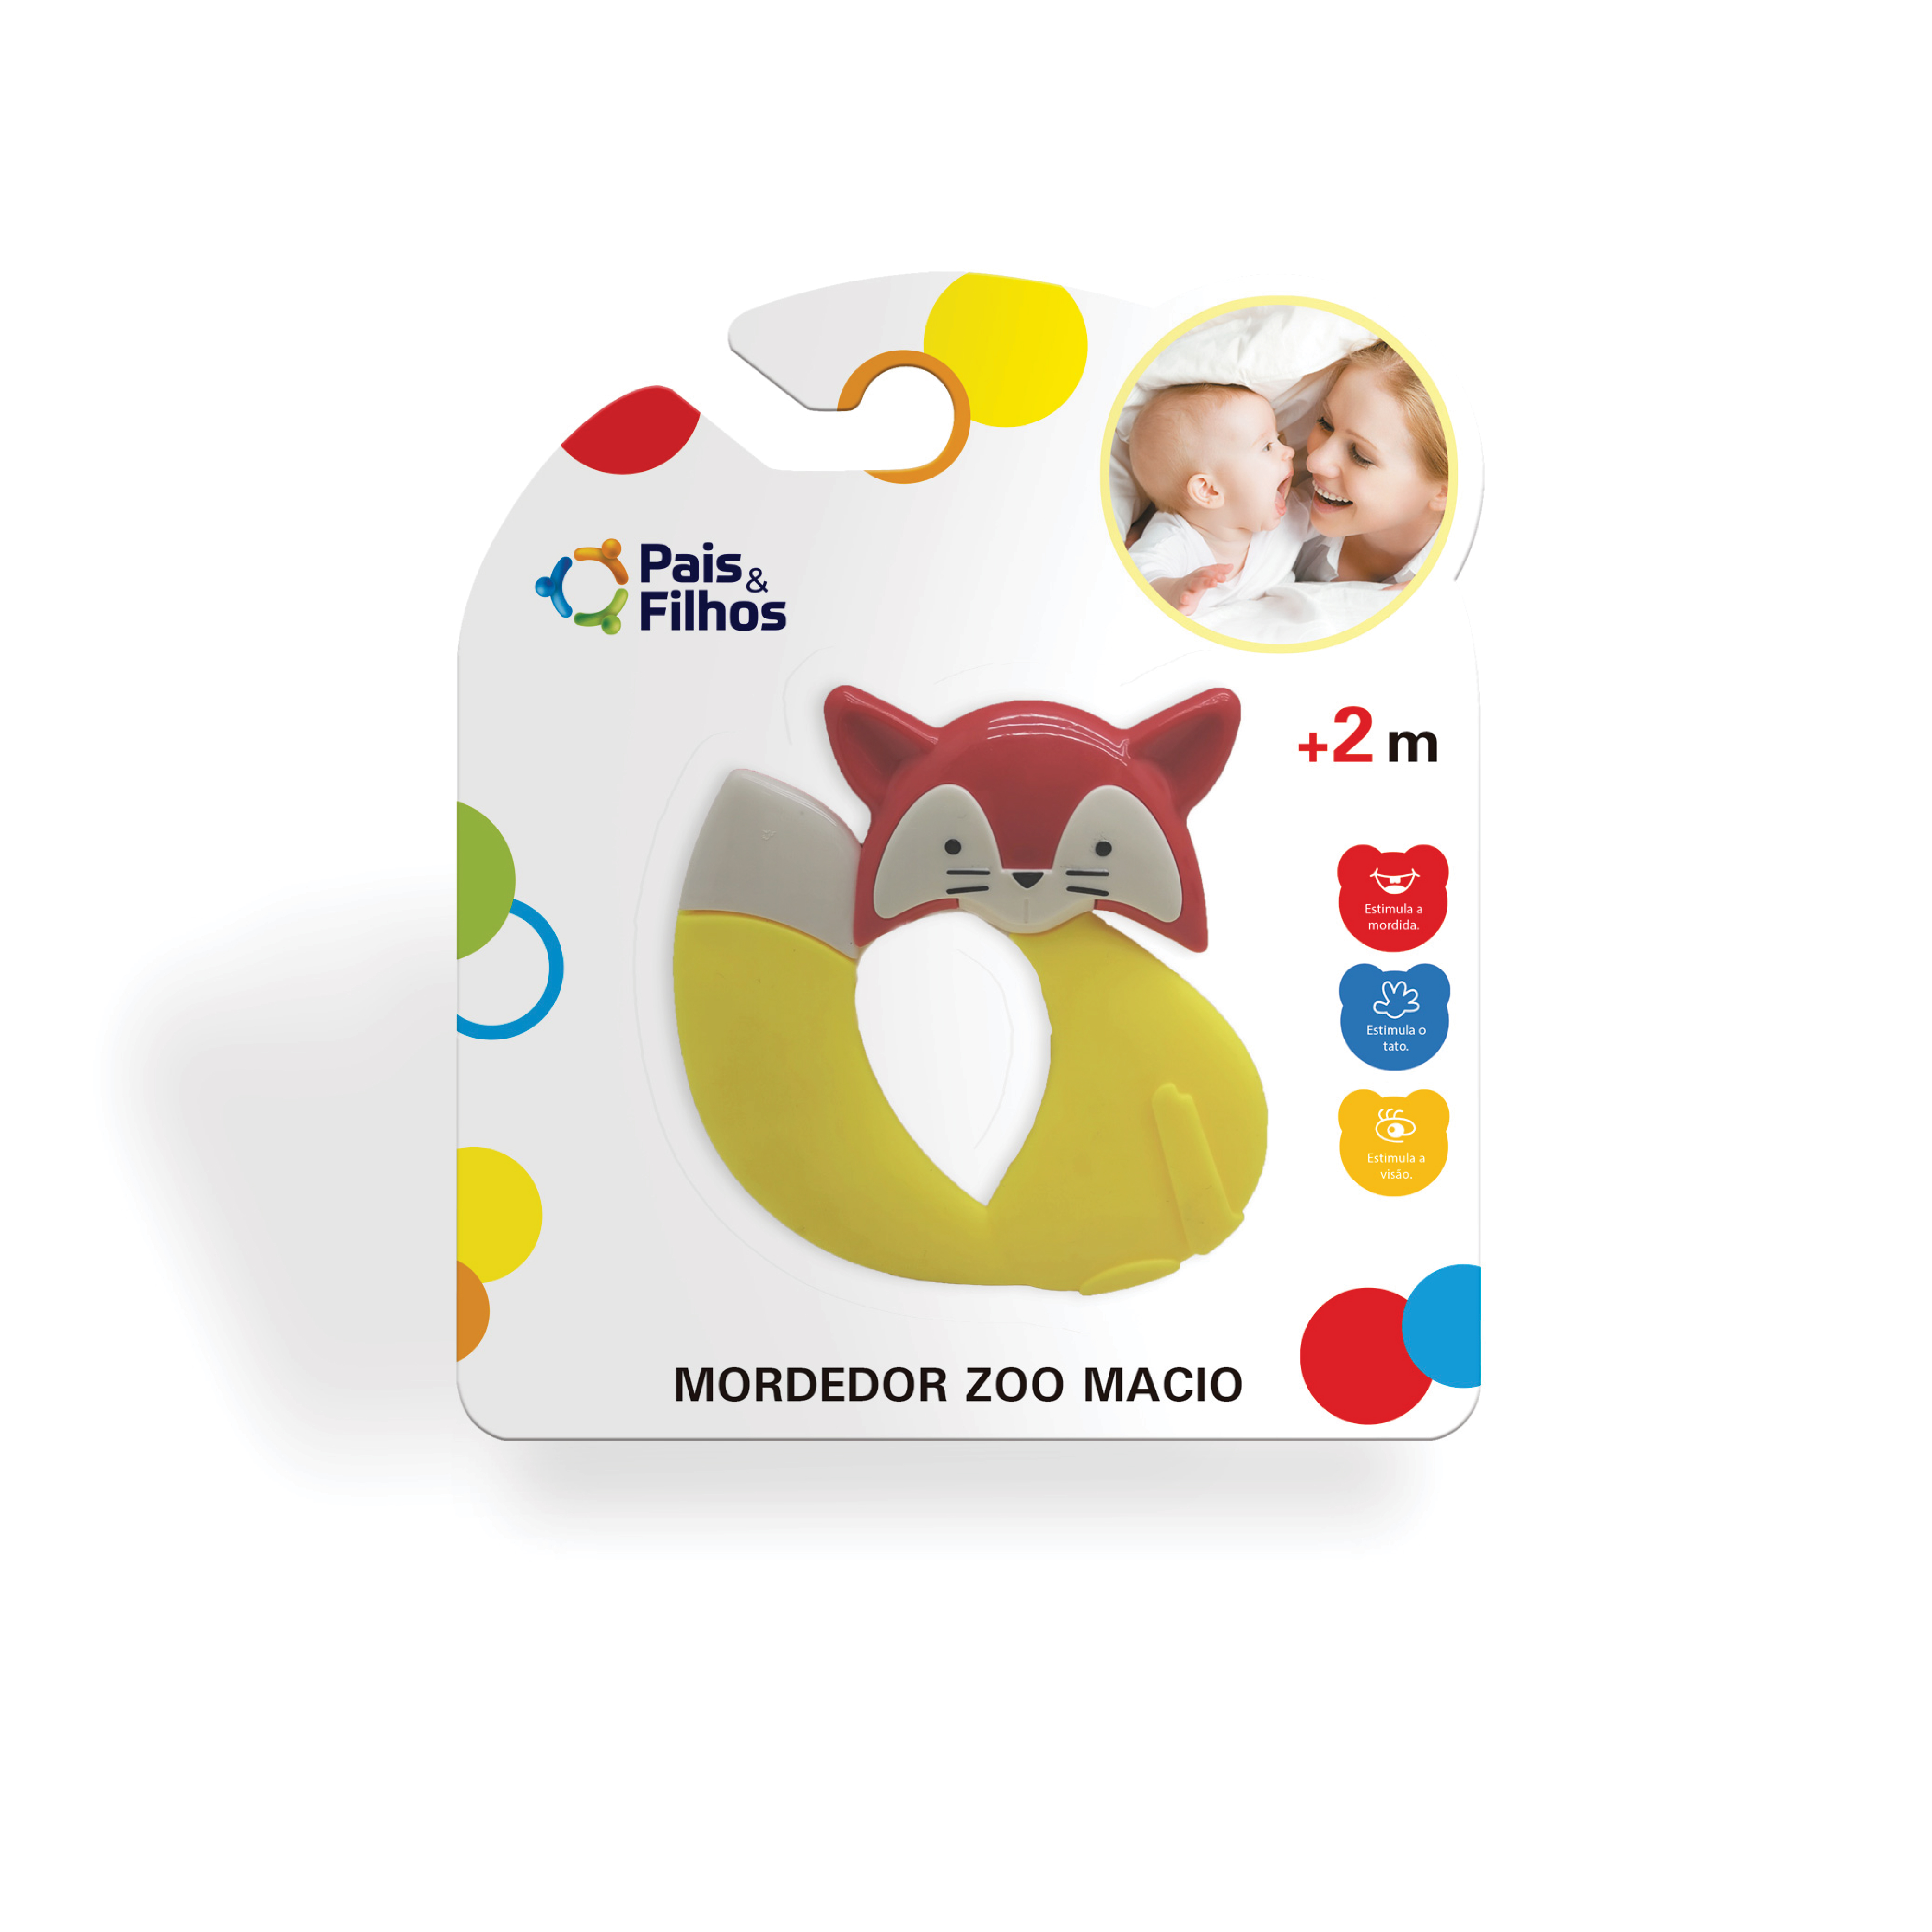 Pais &
Filhos
+2 m
Estimula a
mordida.
Estimula o
tato.
Estimula a
visão.
MORDEDOR ZOO MACIO